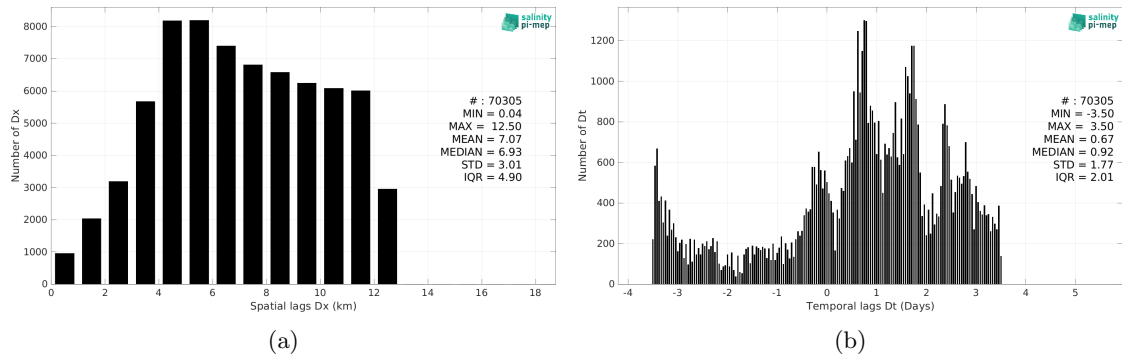 8000
7000
6000
5000
4000
3000
2000
1000
0
Number of Dx
0 2 4 6 8 10 12 14 16 18
Spatial lags Dx (km)
salinity
pi-mep
# : 70305
MIN = 0.04
MAX = 12.50
MEAN = 7.07
MEDIAN = 6.93
STD = 3.01
IQR = 4.90
(a)
1200
1000
800
600
400
200
0
Number of Dt
-4 -3 -2 -1 0 1 2 3 4 5
Temporal lags Dt (Days)
salinity
pi-mep
# : 70305
MIN = -3.50
MAX = 3.50
MEAN = 0.67
MEDIAN = 0.92
STD = 1.77
IQR = 2.01
(b)